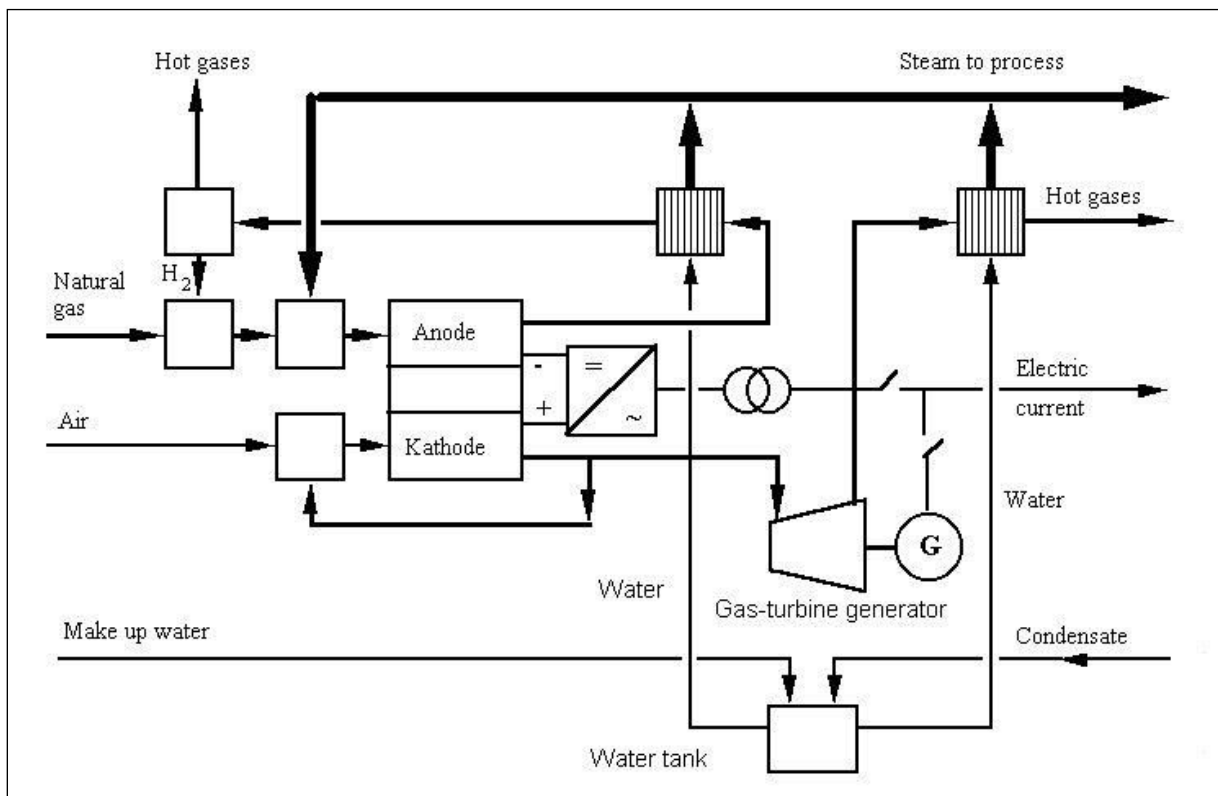 Hot gases
Steam to process
Hot gases
H2
Natural
gas
Anode
-
=
+
~
Electric
current
Air
Kathode
Water
G
Water
Gas-turbine generator
Make up water
Condensate
Water tank